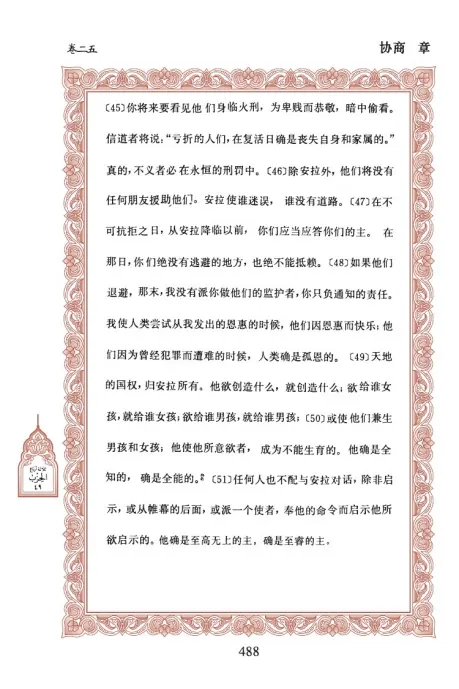 卷二五
协商 章
〔45〕你将来要看见他们身临火刑，为卑贱而恭敬，暗中偷看。
信道者将说：“亏折的人们，在复活日确是丧失自身和家属的。”
真的，不义者必在永恒的刑罚中。〔46〕除安拉外，他们将没有
任何朋友援助他们。安拉使谁迷误，谁没有道路。〔47〕在不
可抗拒之日，从安拉降临以前，你们应当应答你们的主。在
那日，你们绝没有逃避的地方，也绝不能抵赖。〔48〕如果他们
退避，那末，我没有派你做他们的监护者，你只负通知的责任。
我使人类尝试从我发出的恩惠的时候，他们因恩惠而快乐；他
们因为曾经犯罪而遭难的时候，人类确是孤恩的。〔49〕天地
的国权，归安拉所有。他欲创造什么，就创造什么；欲给谁女
孩，就给谁女孩；欲给谁男孩，就给谁男孩；〔50〕或使他们兼生
男孩和女孩；他使他所意欲者，成为不能生育的。他确是全
知的，确是全能的。〔51〕任何人也不配与安拉对话，除非启
示，或从帷幕的后面，或派一个使者，奉他的命令而启示他所
欲启示的。他确是至高无上的主，确是至睿的主。
الحزب
٤٩
488